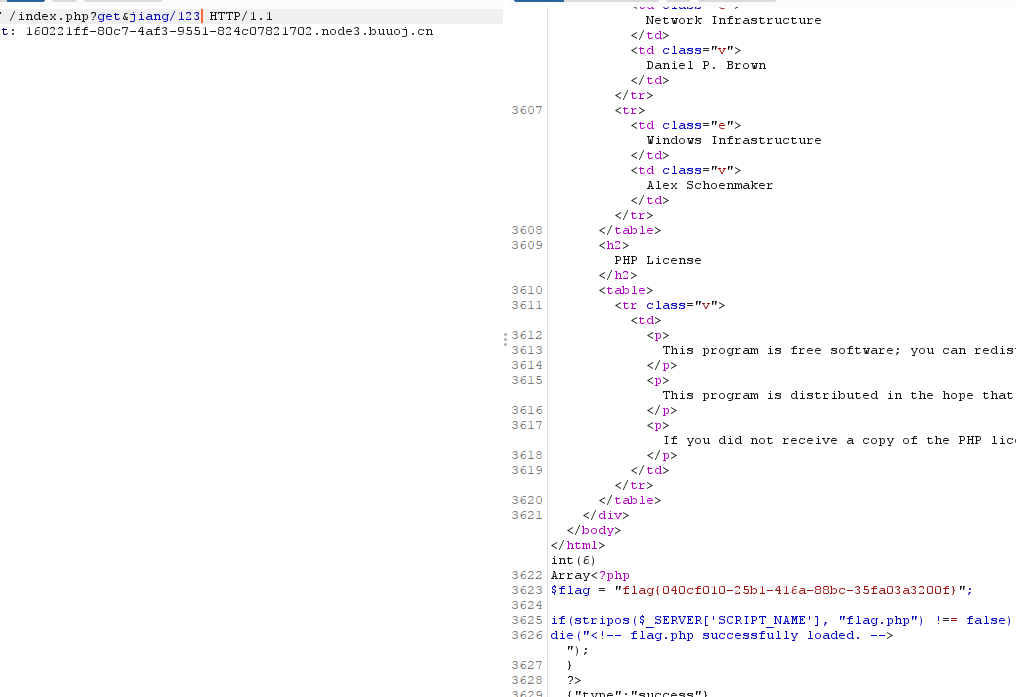 /index.php?get&jiang/123 HTTP/1.1
t: 160221ff-80c7-4af3-9551-824c07821702.node3.buuoj.cn
Network Infrastructure
</td>
<td class="v">
Daniel P. Brown
</td>
</tr>
3607 <tr>
<td class="e">
Windows Infrastructure
</td>
<td class="v">
Alex Schoenmaker
</td>
</tr>
3608 </table>
3609 <h2>
PHP License
</h2>
3610 <table>
3611 <tr class="v">
<td>
3612 <p>
3613 This program is free software; you can redis
3614 </p>
3615 <p>
This program is distributed in the hope that
3616 </p>
3617 <p>
If you did not receive a copy of the PHP lic
3618 </p>
3619 </td>
</tr>
3620 </table>
3621 </div>
</body>
</html>
int(6)
3622 Array<?php
3623 $flag = "flag{040cf010-25b1-416a-88bc-35fa03a3200f}";
3624
3625 if(stripos($_SERVER['SCRIPT_NAME'], "flag.php") !== false)
3626 die("<!-- flag.php successfully loaded. -->
");
3627 }
3628 ?>
3629 {"type":"success"}